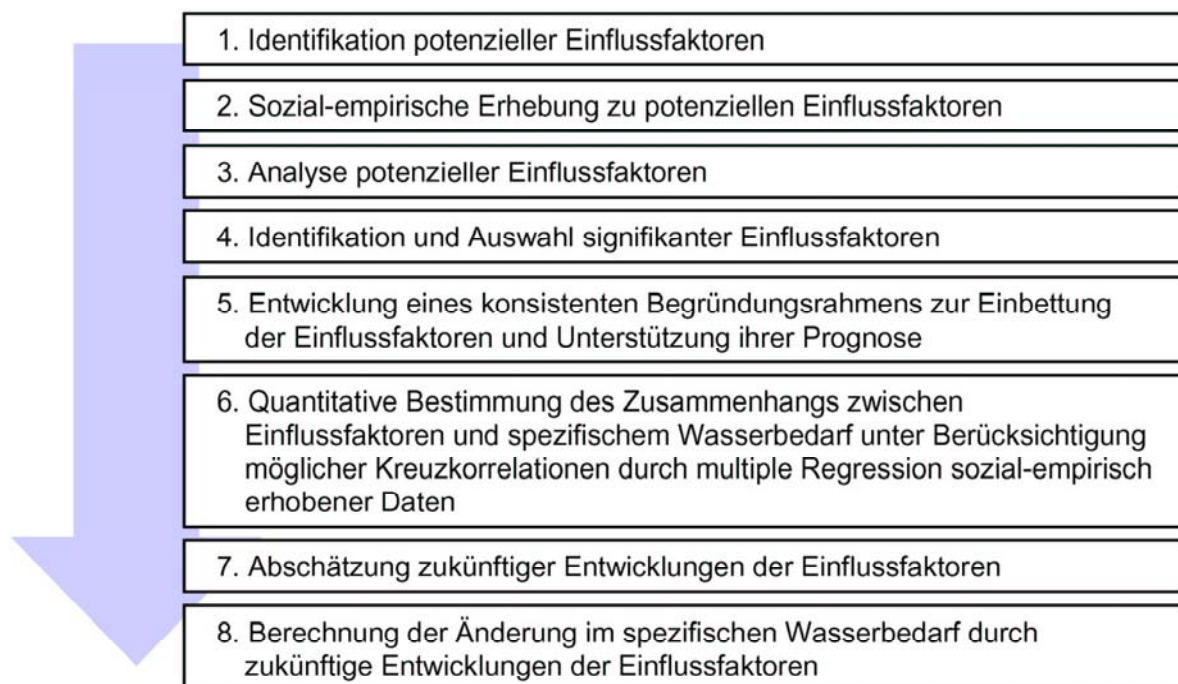 1. Identifikation potenzieller Einflussfaktoren
2. Sozial-empirische Erhebung zu potenziellen Einflussfaktoren
3. Analyse potenzieller Einflussfaktoren
4. Identifikation und Auswahl signifikanter Einflussfaktoren
5. Entwicklung eines konsistenten Begründungsrahmens zur Einbettung
der Einflussfaktoren und Unterstützung ihrer Prognose
6. Quantitative Bestimmung des Zusammenhangs zwischen
Einflussfaktoren und spezifischem Wasserbedarf unter Berücksichtigung
möglicher Kreuzkorrelationen durch multiple Regression sozial-empirisch
erhobener Daten
7. Abschätzung zukünftiger Entwicklungen der Einflussfaktoren
8. Berechnung der Änderung im spezifischen Wasserbedarf durch
zukünftige Entwicklungen der Einflussfaktoren